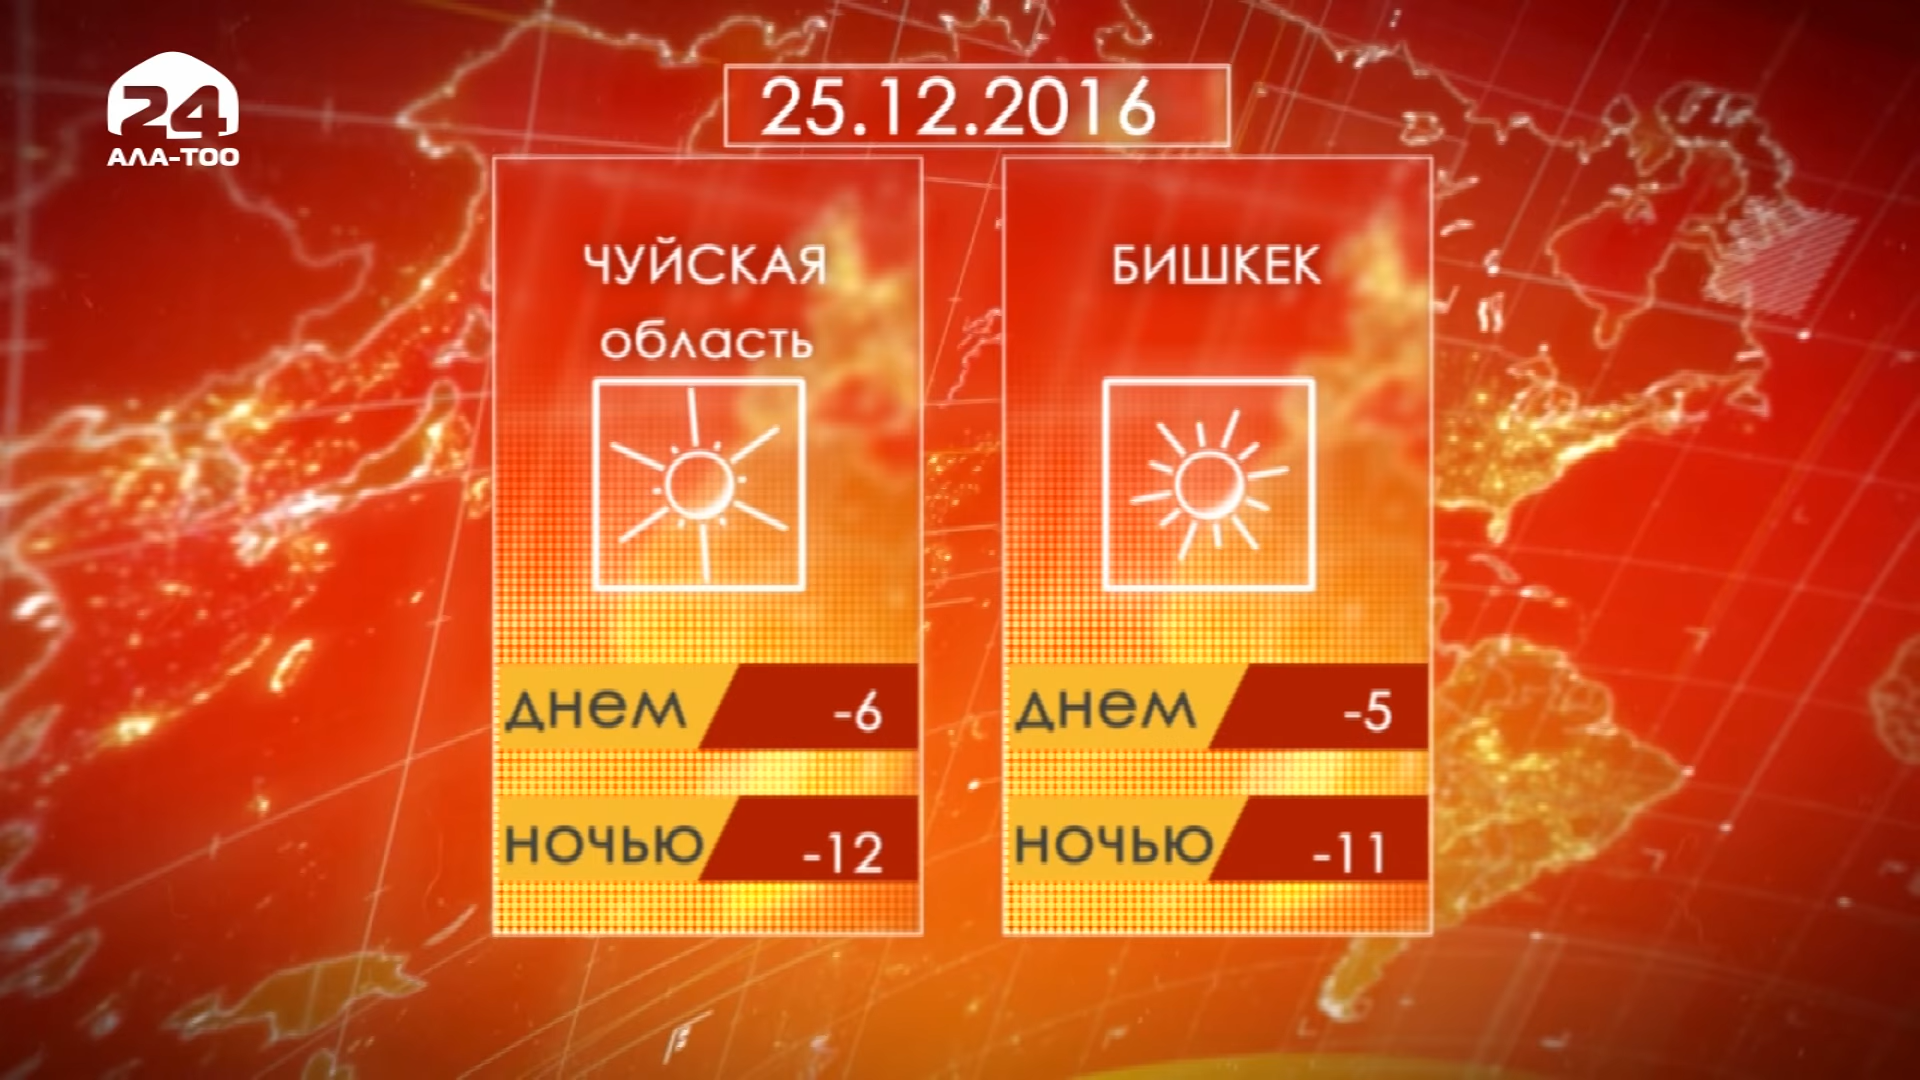 24
АЛА-ТОО
25.12.2016
ЧУЙСКАЯ
область
днем -6
ночью -12
БИШКЕК
днем -5
ночью -11